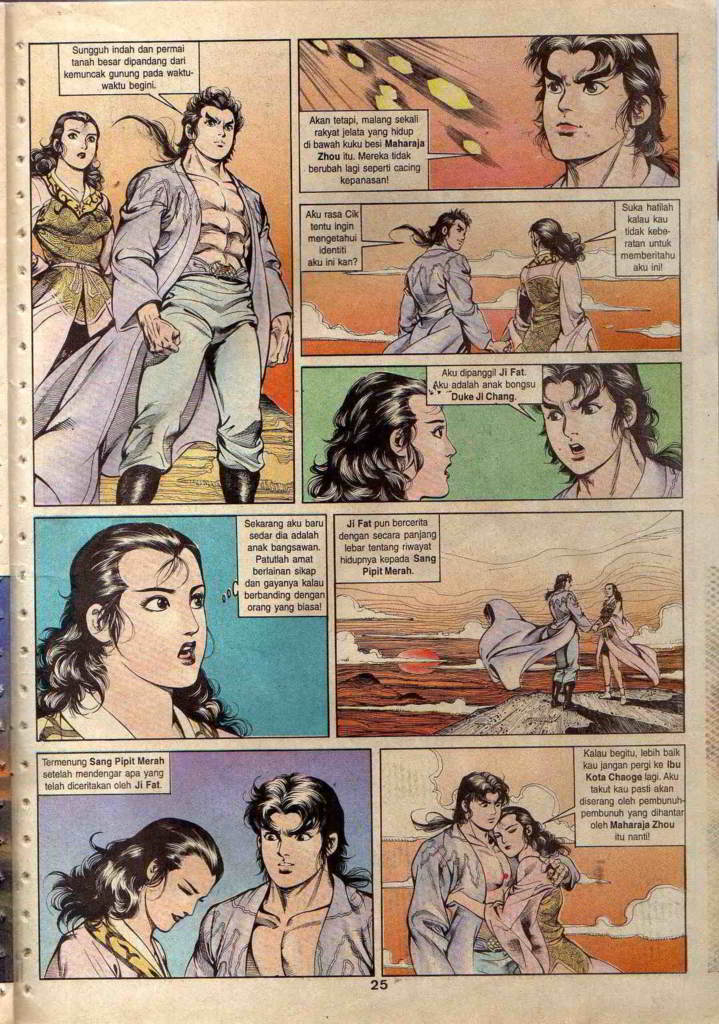 Sungguh indah dan permai
tanah besar dipandang dari
kemuncak gunung pada waktu-
waktu begini.
Akan tetapi, malang sekali
rakyat jelata yang hidup
di bawah kuku besi Maharaja
Zhou itu. Mereka tidak
berubah lagi seperti cacing
kepanasan!
Aku rasa Cik
tentu ingin
mengetahui
identiti
aku ini kan?
Suka hatilah
kalau kau
tidak kebe-
ratan untuk
memberitahu
aku ini!
Aku dipanggil Ji Fat.
Aku adalah anak bongsu
Duke Ji Chang.
Sekarang aku baru
sedar dia adalah
anak bangsawan.
Patutlah amat
berlainan sikap
dan gayanya kalau
berbanding dengan
orang yang biasa!
Ji Fat pun bercerita
dengan secara panjang
lebar tentang riwayat
hidupnya kepada Sang
Pipit Merah.
Termenung Sang Pipit Merah
setelah mendengar apa yang
telah diceritakan oleh Ji Fat.
Kalau begitu, lebih baik
kau jangan pergi ke Ibu
Kota Chaoge lagi. Aku
takut kau pasti akan
diserang oleh pembunuh-
pembunuh yang dihantar
oleh Maharaja Zhou
itu nanti!
25